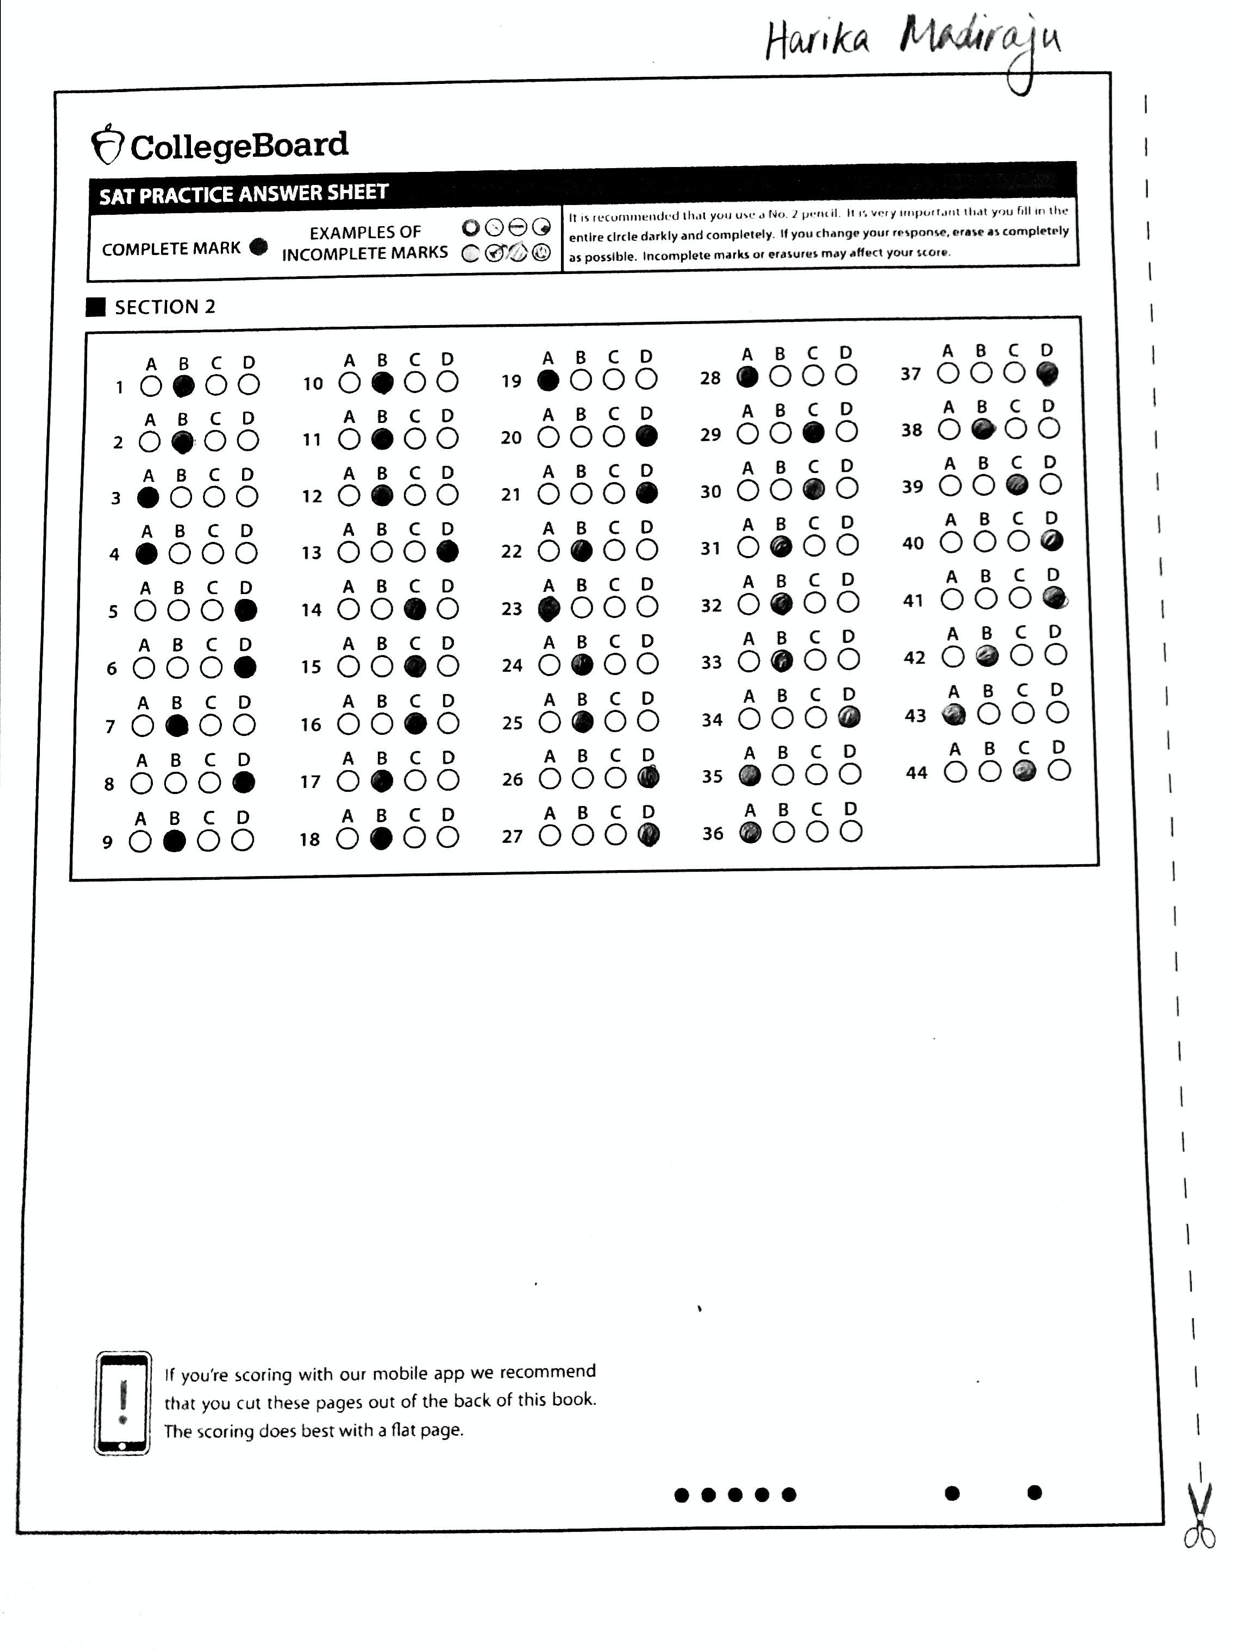 Harika Madiraju
CollegeBoard
SAT PRACTICE ANSWER SHEET
COMPLETE MARK
EXAMPLES OF
INCOMPLETE MARKS
It is recommended that you use a No. 2 pencil. It is very important that you fill in the
entire circle darkly and completely. If you change your response, erase as completely
as possible. Incomplete marks or erasures may affect your score.
SECTION 2
A B C D
1
A B C D
2
A B C D
3
A B C D
4
A B C D
5
A B C D
6
A B C D
7
A B C D
8
A B C D
9
A B C D
10
A B C D
11
A B C D
12
A B C D
13
A B C D
14
A B C D
15
A B C D
16
A B C D
17
A B C D
18
A B C D
19
A B C D
20
A B C D
21
A B C D
22
A B C D
23
A B C D
24
A B C D
25
A B C D
26
A B C D
27
A B C D
28
A B C D
29
A B C D
30
A B C D
31
A B C D
32
A B C D
33
A B C D
34
A B C D
35
A B C D
36
A B C D
37
A B C D
38
A B C D
39
A B C D
40
A B C D
41
A B C D
42
A B C D
43
A B C D
44
If you're scoring with our mobile app we recommend
that you cut these pages out of the back of this book.
The scoring does best with a flat page.